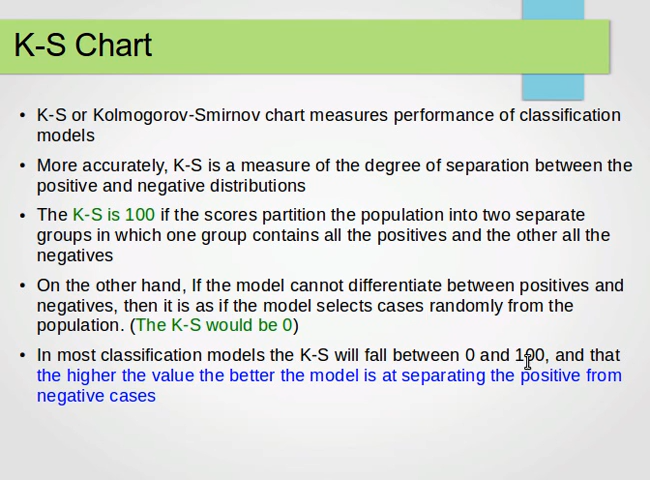 K-S Chart
• K-S or Kolmogorov-Smirnov chart measures performance of classification
models
• More accurately, K-S is a measure of the degree of separation between the
positive and negative distributions
• The K-S is 100 if the scores partition the population into two separate
groups in which one group contains all the positives and the other all the
negatives
• On the other hand, If the model cannot differentiate between positives and
negatives, then it is as if the model selects cases randomly from the
population. (The K-S would be 0)
• In most classification models the K-S will fall between 0 and 100, and that
the higher the value the better the model is at separating the positive from
negative cases